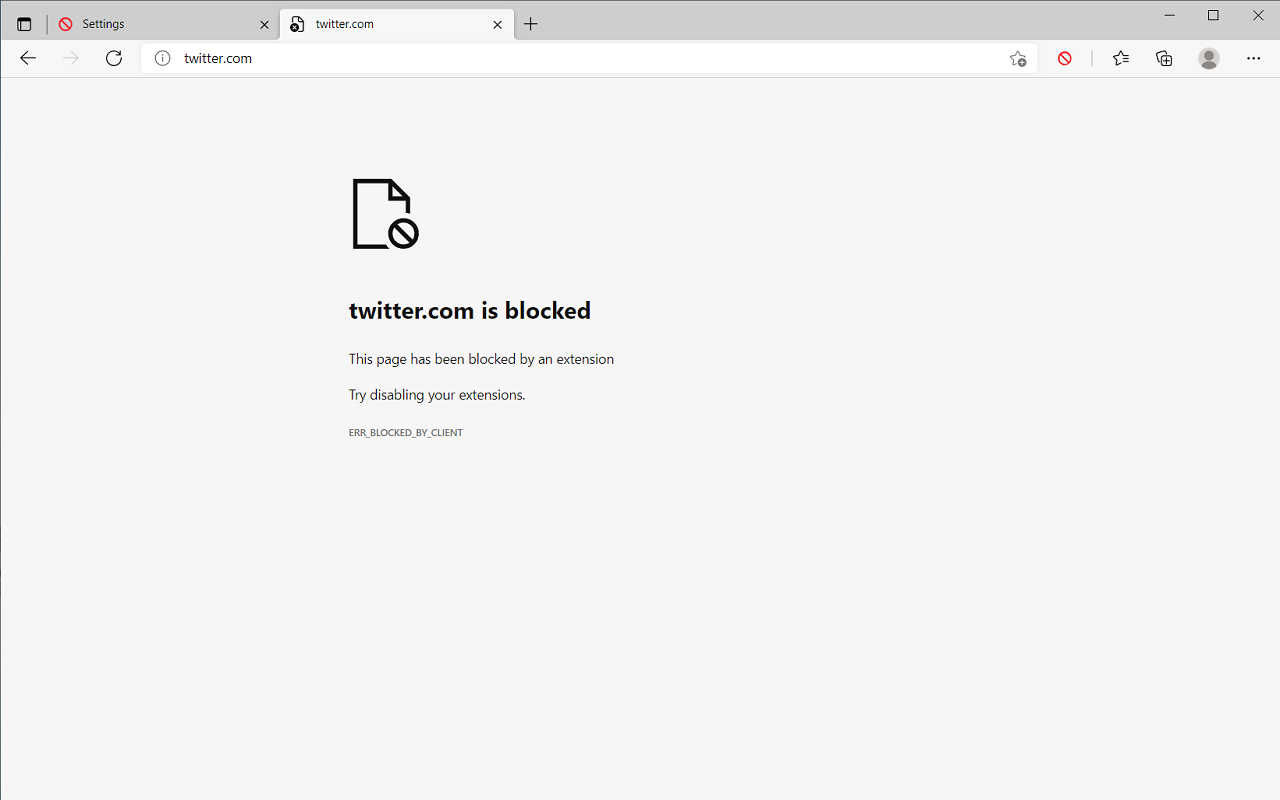 Settings
twitter.com
twitter.com
twitter.com is blocked
This page has been blocked by an extension
Try disabling your extensions.
ERR_BLOCKED_BY_CLIENT